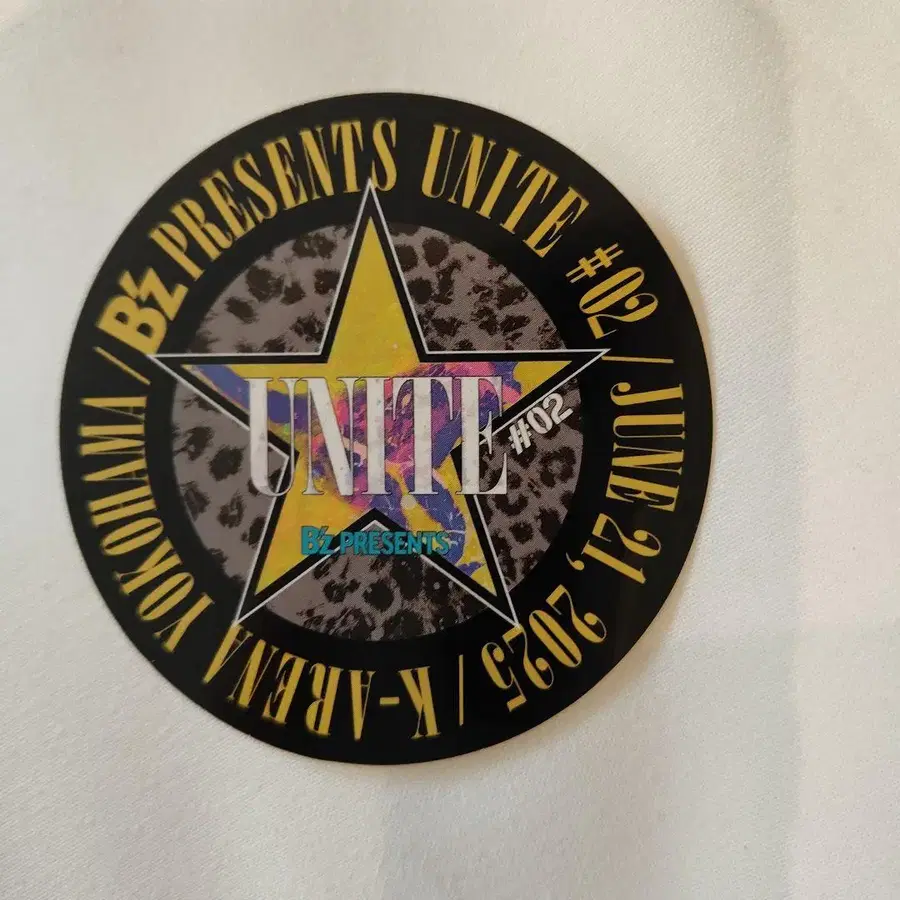 B'z PRESENTS UNITE #02 / JUNE 21, 2025 / K-ARENA YOKOHAMA /
UNITE
#02
B'z PRESENTS